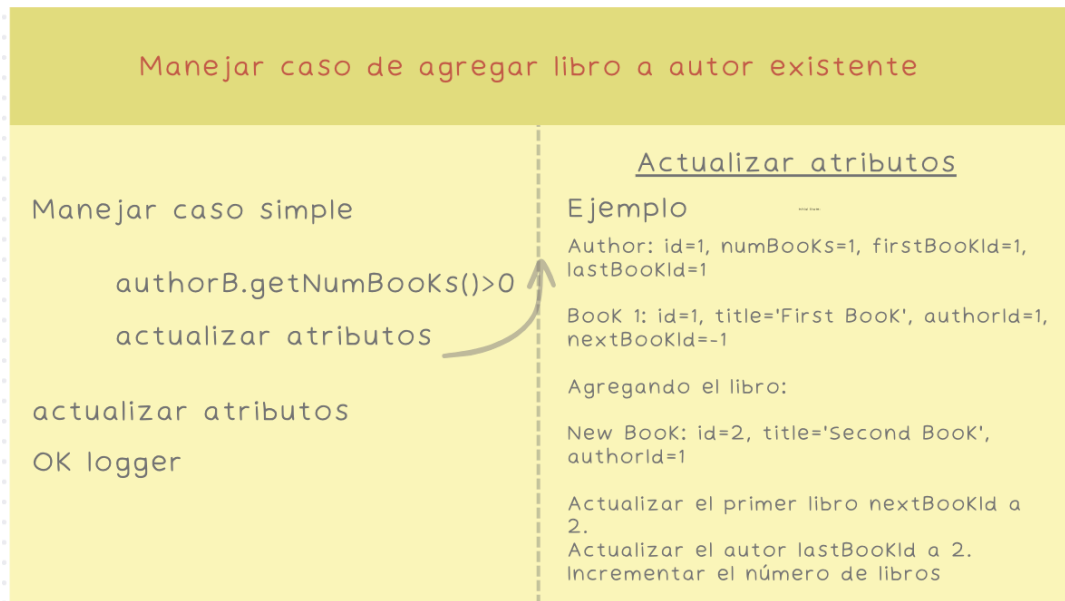 Manejar caso de agregar libro a autor existente
Manejar caso simple
authorB.getNumBooks()>0
actualizar atributos
actualizar atributos
OK logger
Actualizar atributos
Ejemplo
Author: id=1, numBooks=1, firstBookId=1,
lastBookId=1
Book 1: id=1, title='First Book', authorId=1,
nextBookId=-1
Agregando el libro:
New Book: id=2, title='Second Book',
authorId=1
Actualizar el primer libro nextBookId a
2.
Actualizar el autor lastBookId a 2.
Incrementar el número de libros